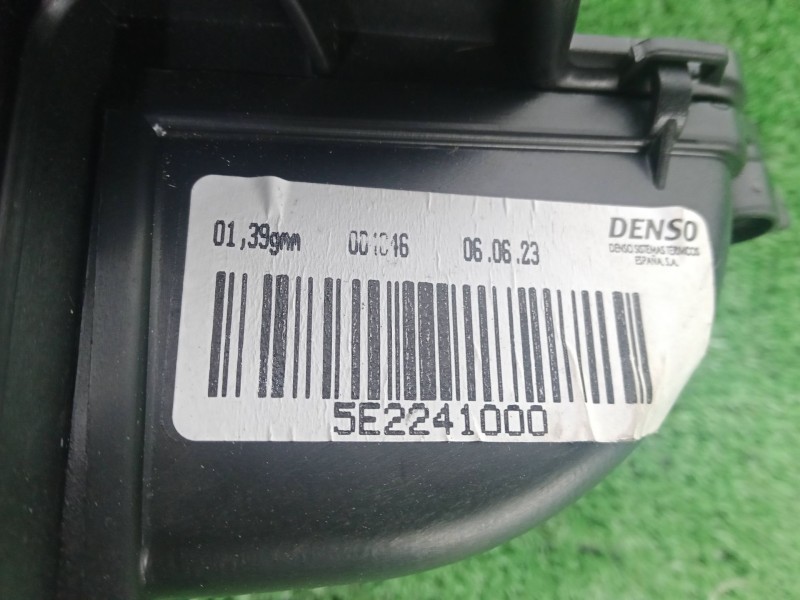 01,39gmm 001046 06.06.23
DENSO
DENSO SISTEMAS TERMICOS
ESPAÑA, S.A.
5E2241000